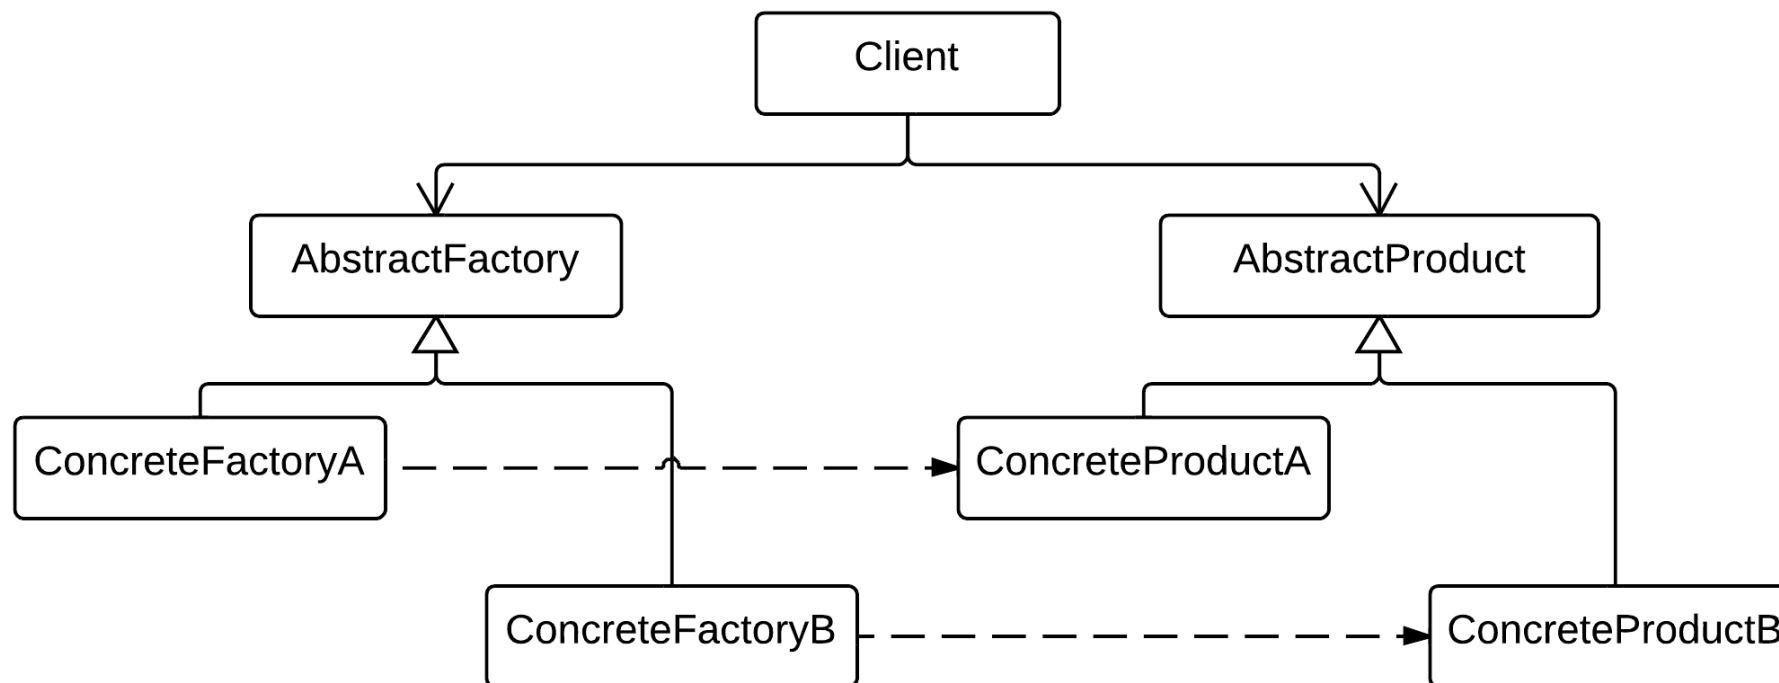 Client
AbstractFactory
AbstractProduct
ConcreteFactoryA
ConcreteProductA
ConcreteFactoryB
ConcreteProductB